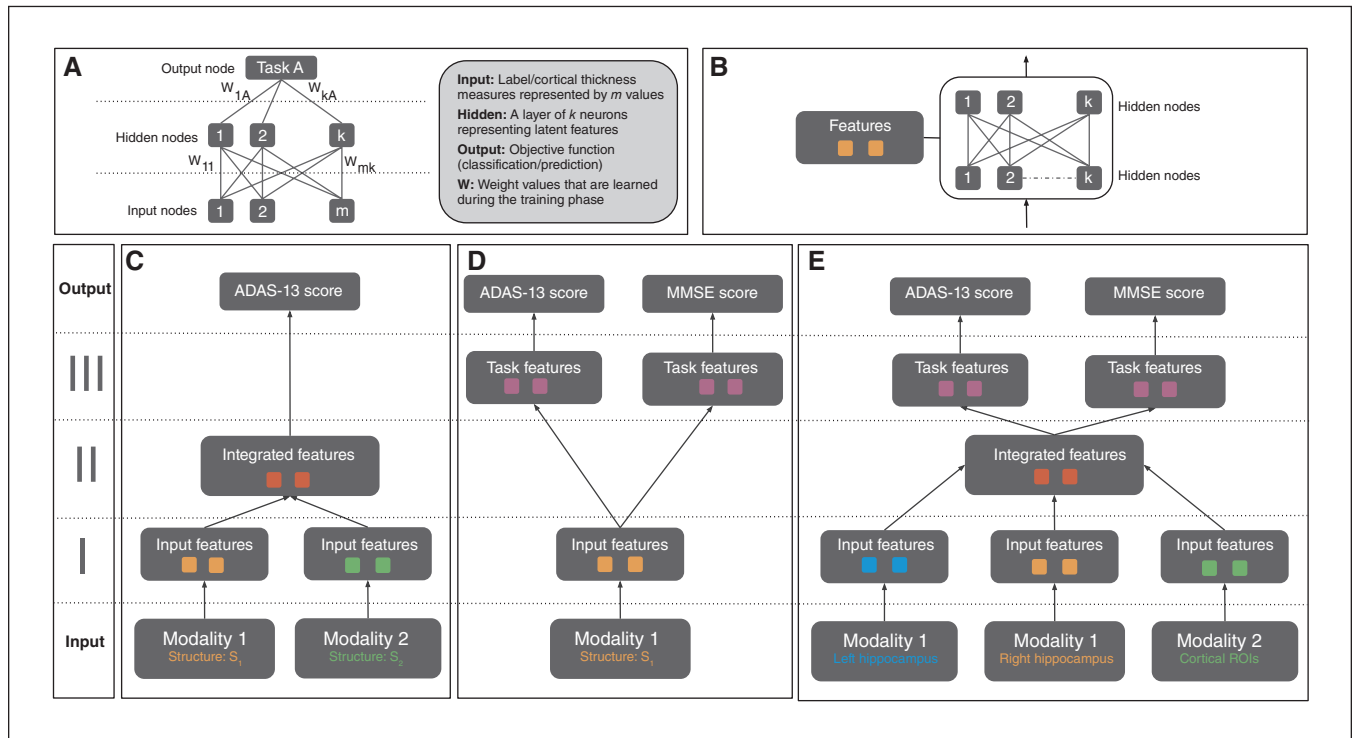 A
Output node
Task A
W1A
WkA
Hidden nodes
1
2
k
W11
Wmk
Input nodes
1
2
m
Input: Label/cortical thickness
measures represented by m values
Hidden: A layer of k neurons
representing latent features
Output: Objective function
(classification/prediction)
W: Weight values that are learned
during the training phase
B
Features
1
2
k
Hidden nodes
1
2
k
Hidden nodes
Output
III
II
I
Input
C
ADAS-13 score
Integrated features
Input features
Input features
Modality 1
Structure: S1
Modality 2
Structure: S2
D
ADAS-13 score
MMSE score
Task features
Task features
Input features
Modality 1
Structure: S1
E
ADAS-13 score
MMSE score
Task features
Task features
Integrated features
Input features
Input features
Input features
Modality 1
Left hippocampus
Modality 1
Right hippocampus
Modality 2
Cortical ROIs